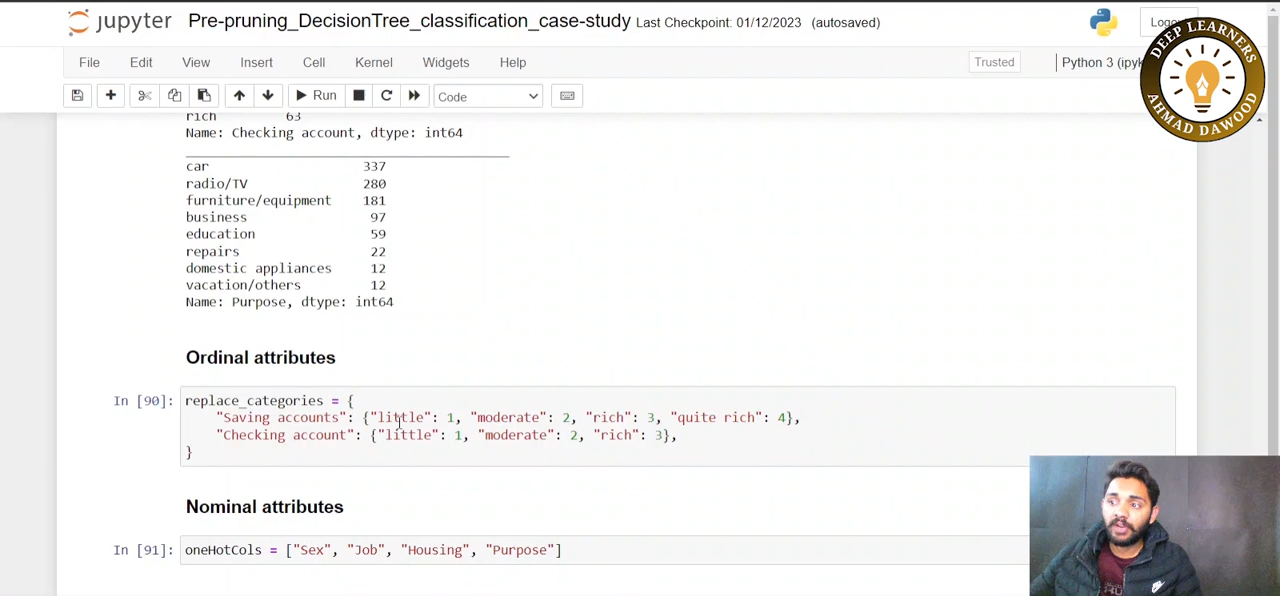 jupyter Pre-pruning_DecisionTree_classification_case-study Last Checkpoint: 01/12/2023 (autosaved)
File Edit View Insert Cell Kernel Widgets Help Trusted Python 3
Run Code
DEEP LEARNERS
AHMAD DAWOOD
rich 63
Name: Checking account, dtype: int64
car 337
radio/TV 280
furniture/equipment 181
business 97
education 59
repairs 22
domestic appliances 12
vacation/others 12
Name: Purpose, dtype: int64
Ordinal attributes
In [90]: replace_categories = {
"Saving accounts": {"little": 1, "moderate": 2, "rich": 3, "quite rich": 4},
"Checking account": {"little": 1, "moderate": 2, "rich": 3},
}
Nominal attributes
In [91]: oneHotCols = ["Sex", "Job", "Housing", "Purpose"]